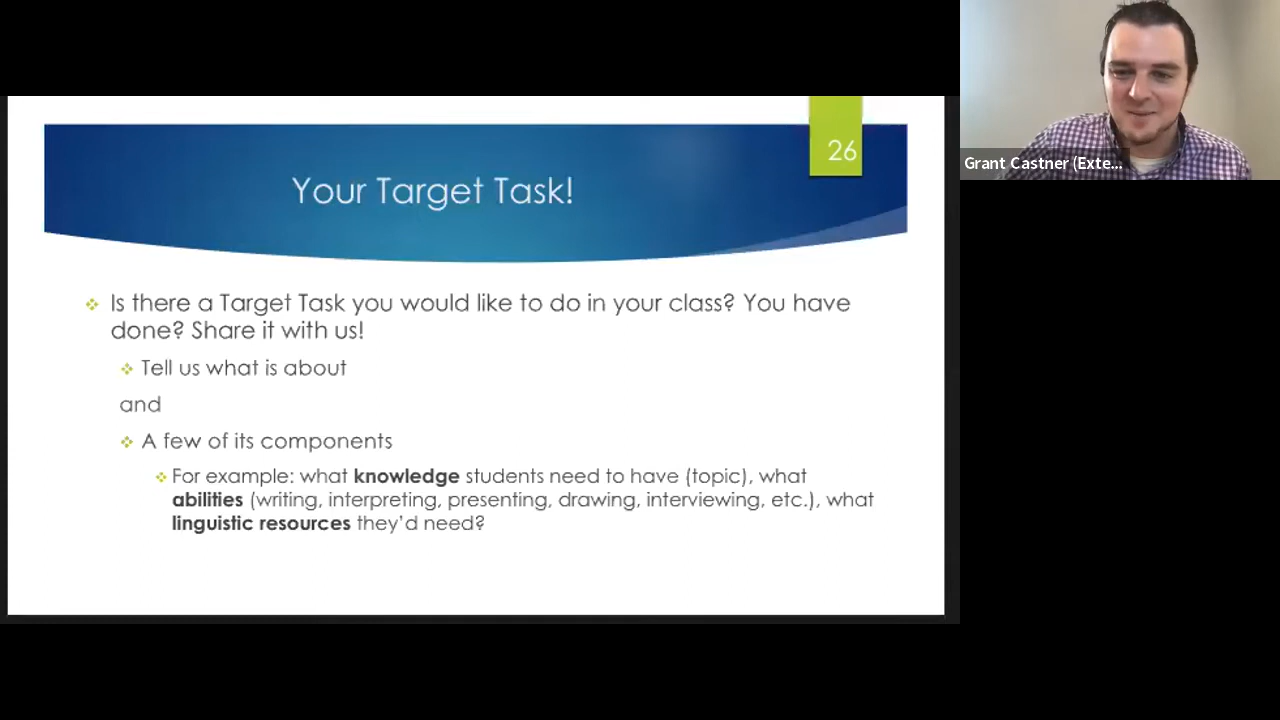 26
Your Target Task!
Is there a Target Task you would like to do in your class? You have
done? Share it with us!
Tell us what is about
and
A few of its components
For example: what knowledge students need to have (topic), what
abilities (writing, interpreting, presenting, drawing, interviewing, etc.), what
linguistic resources they'd need?
Grant Castner (Exte...